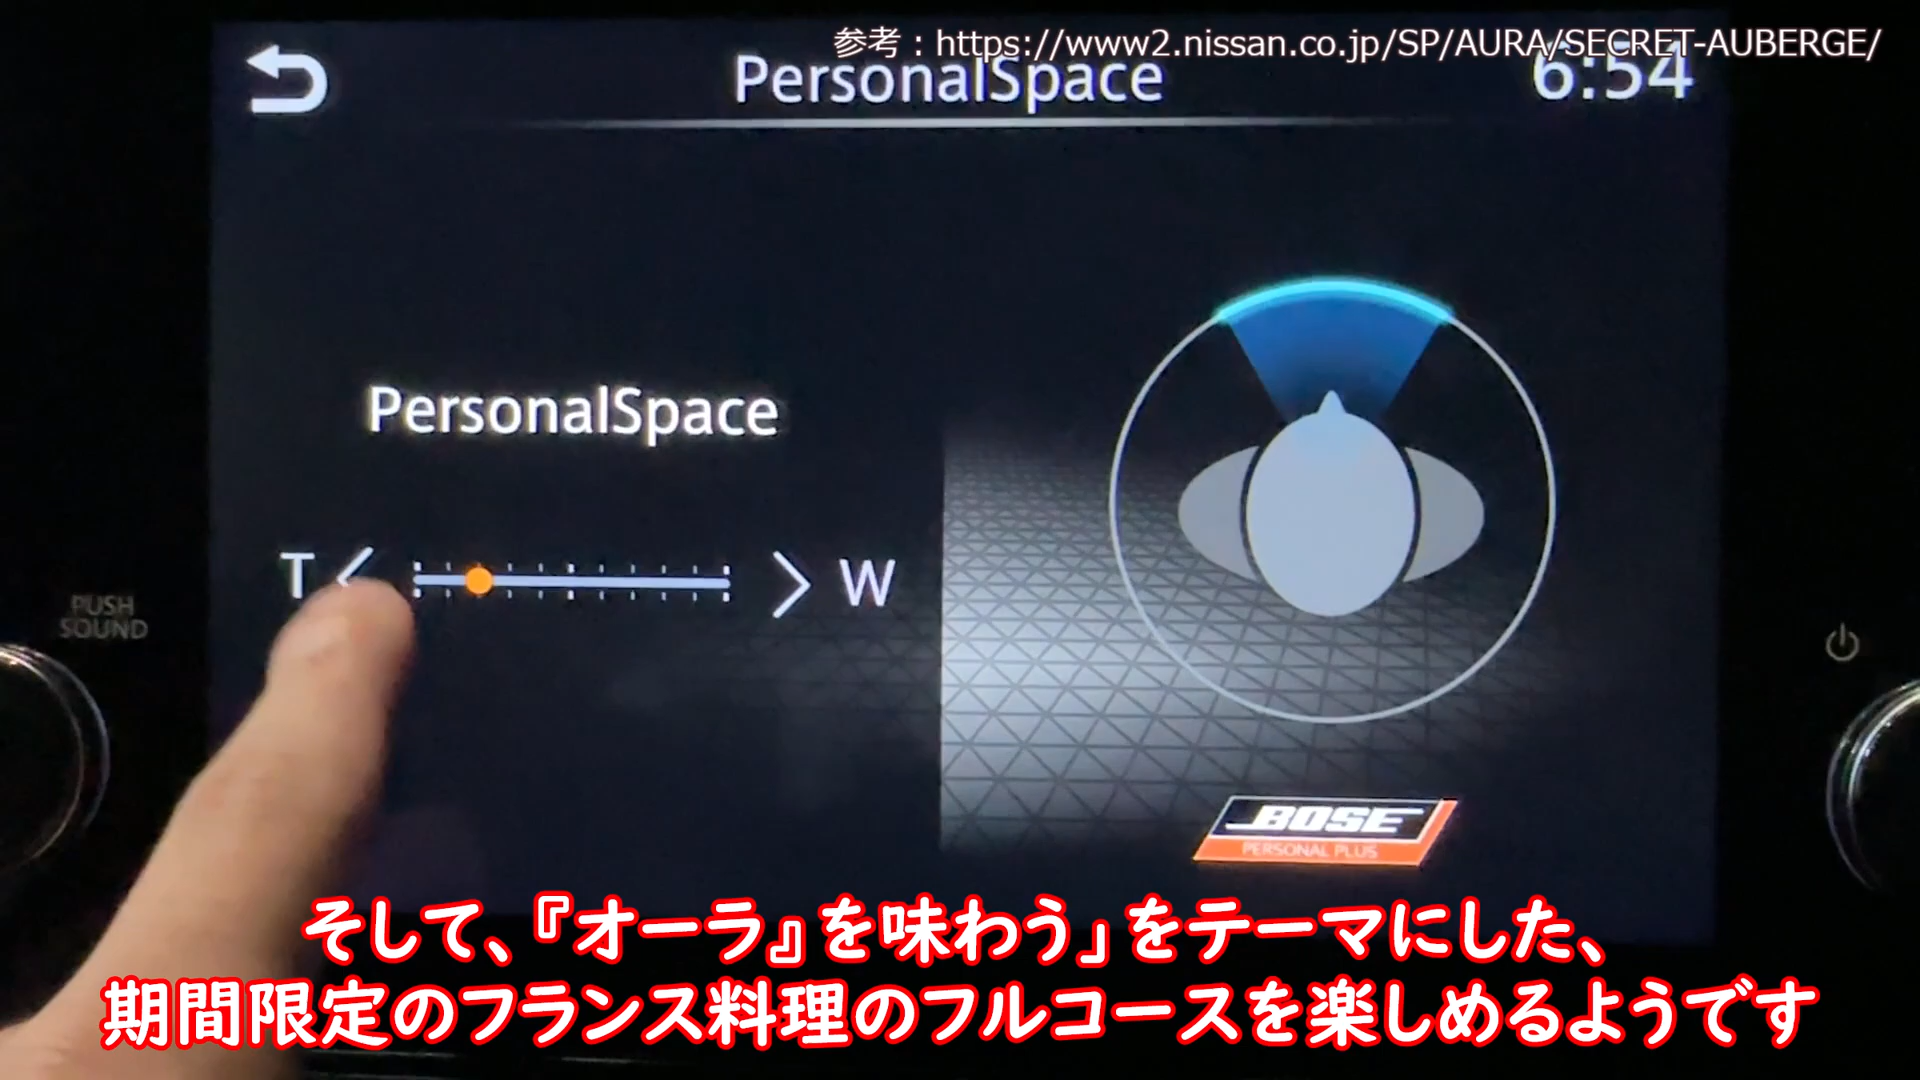 参考：https://www2.nissan.co.jp/SP/AURA/SECRET-AUBERGE/
PersonalSpace
6:54
PersonalSpace
T
W
PUSH
SOUND
BOSE
PERSONAL PLUS
そして、『オーラ』を味わう」をテーマにした、
期間限定のフランス料理のフルコースを楽しめるようです